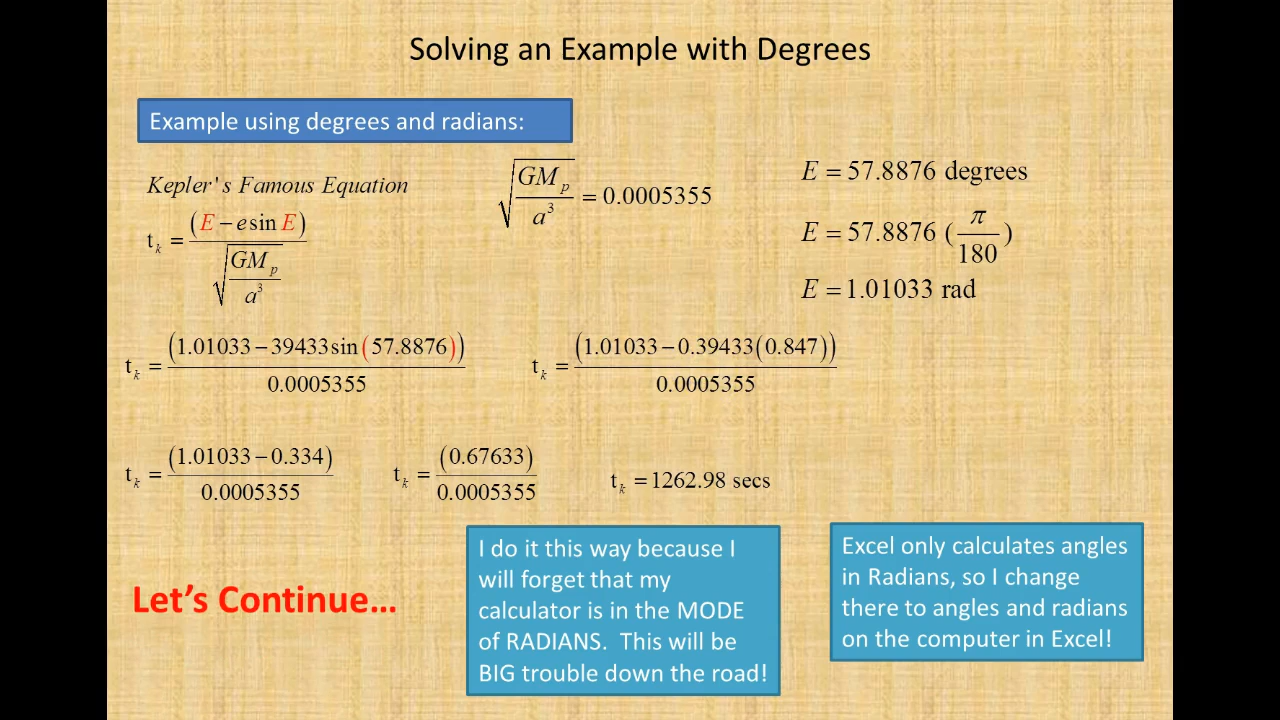 Solving an Example with Degrees
Example using degrees and radians:
Kepler's Famous Equation
t_k = (E − e sin E) / √(GM_p / a³)
√(GM_p / a³) = 0.0005355
E = 57.8876 degrees
E = 57.8876 (π/180)
E = 1.01033 rad
t_k = (1.01033 − 39433 sin(57.8876)) / 0.0005355
t_k = (1.01033 − 0.39433(0.847)) / 0.0005355
t_k = (1.01033 − 0.334) / 0.0005355
t_k = (0.67633) / 0.0005355
t_k = 1262.98 secs
Let's Continue…
I do it this way because I
will forget that my
calculator is in the MODE
of RADIANS. This will be
BIG trouble down the road!
Excel only calculates angles
in Radians, so I change
there to angles and radians
on the computer in Excel!